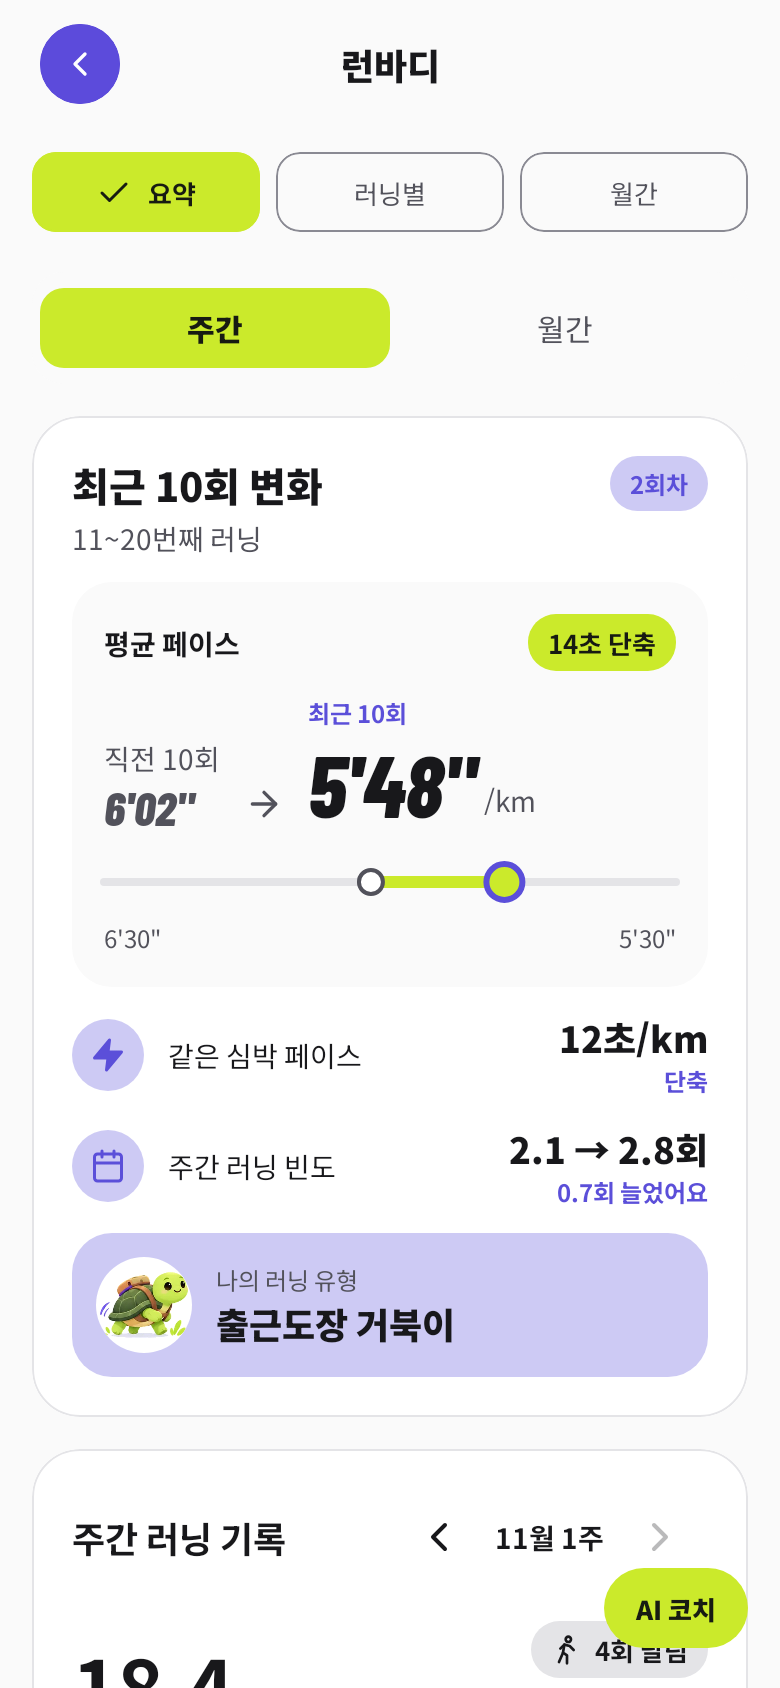 런바디
요약
러닝별
월간
주간
월간
최근 10회 변화
2회차
11~20번째 러닝
평균 페이스
14초 단축
최근 10회
직전 10회
6'02"
→
5'48" /km
6'30"
5'30"
같은 심박 페이스
12초/km
단축
주간 러닝 빈도
2.1 → 2.8회
0.7회 늘었어요
나의 러닝 유형
출근도장 거북이
주간 러닝 기록
11월 1주
AI 코치
4회
18.4